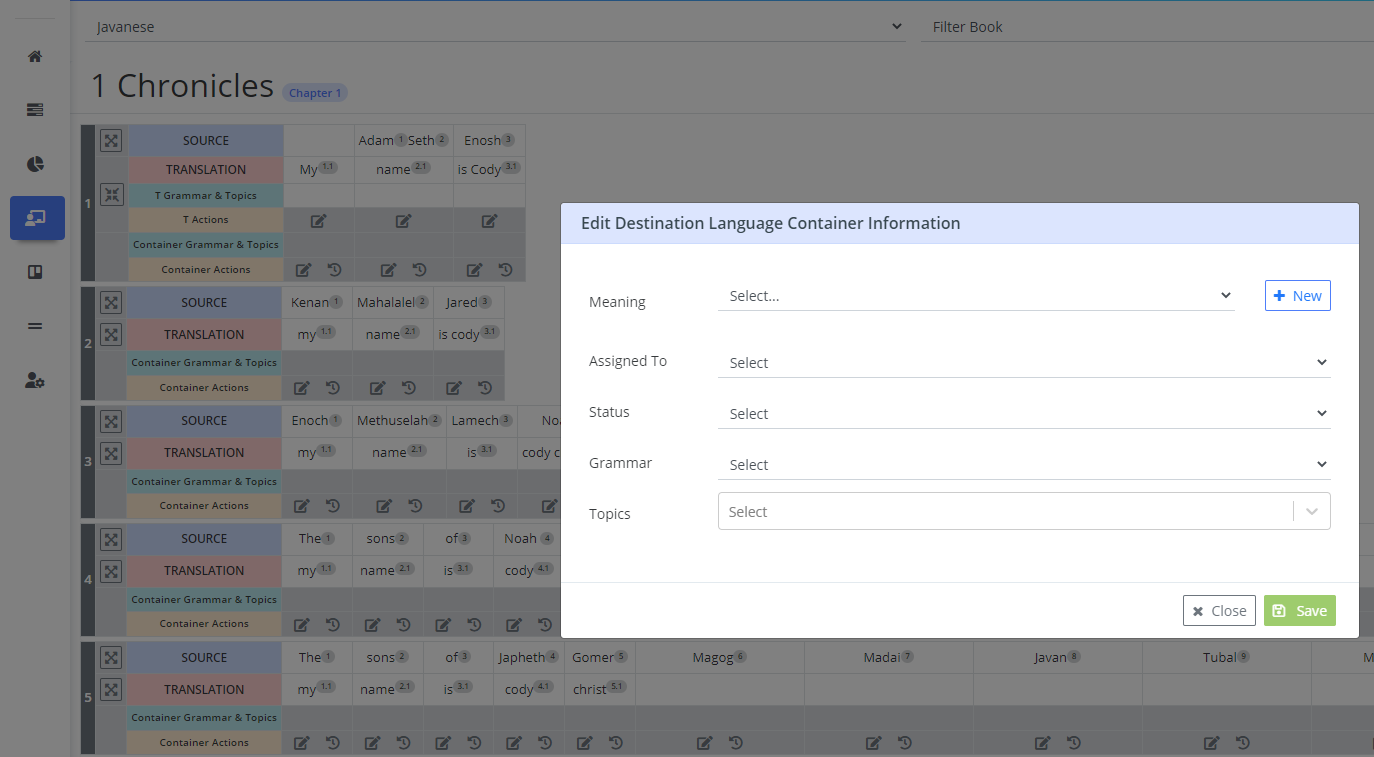 Javanese Filter Book
1 Chronicles Chapter 1
1
SOURCE Adam 1 Seth 2 Enosh 3
TRANSLATION My 1.1 name 2.1 is Cody 3.1
T Grammar & Topics
T Actions
Container Grammar & Topics
Container Actions
2
SOURCE Kenan 1 Mahalalel 2 Jared 3
TRANSLATION my 1.1 name 2.1 is cody 3.1
Container Grammar & Topics
Container Actions
3
SOURCE Enoch 1 Methuselah 2 Lamech 3 Noa
TRANSLATION my 1.1 name 2.1 is 3.1 cody c
Container Grammar & Topics
Container Actions
4
SOURCE The 1 sons 2 of 3 Noah 4
TRANSLATION my 1.1 name 2.1 is 3.1 cody 4.1
Container Grammar & Topics
Container Actions
5
SOURCE The 1 sons 2 of 3 Japheth 4 Gomer 5 Magog 6 Madai 7 Javan 8 Tubal 9 M
TRANSLATION my 1.1 name 2.1 is 3.1 cody 4.1 christ 5.1
Container Grammar & Topics
Container Actions
Edit Destination Language Container Information
Meaning Select... + New
Assigned To Select
Status Select
Grammar Select
Topics Select
Close Save